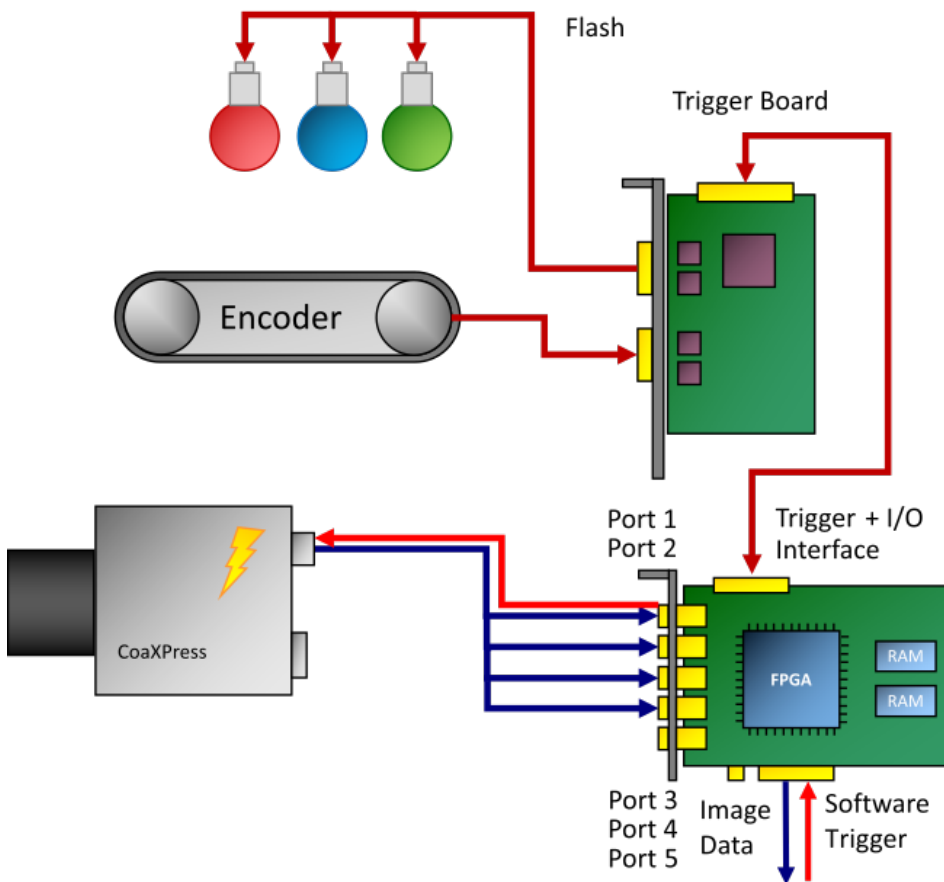 Flash
Trigger Board
Encoder
Port 1
Port 2
Trigger + I/O
Interface
CoaXPress
FPGA
RAM
RAM
Port 3
Port 4
Port 5
Image
Data
Software
Trigger